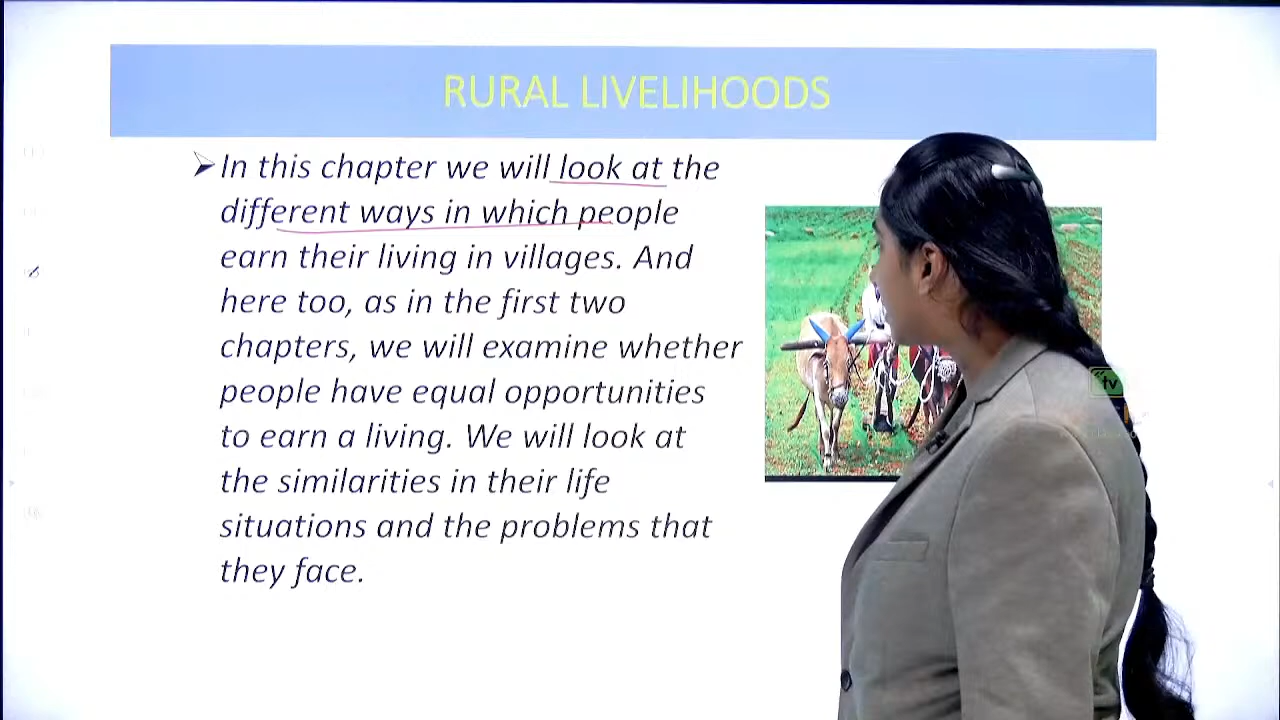 RURAL LIVELIHOODS
In this chapter we will look at the
different ways in which people
earn their living in villages. And
here too, as in the first two
chapters, we will examine whether
people have equal opportunities
to earn a living. We will look at
the similarities in their life
situations and the problems that
they face.
tv